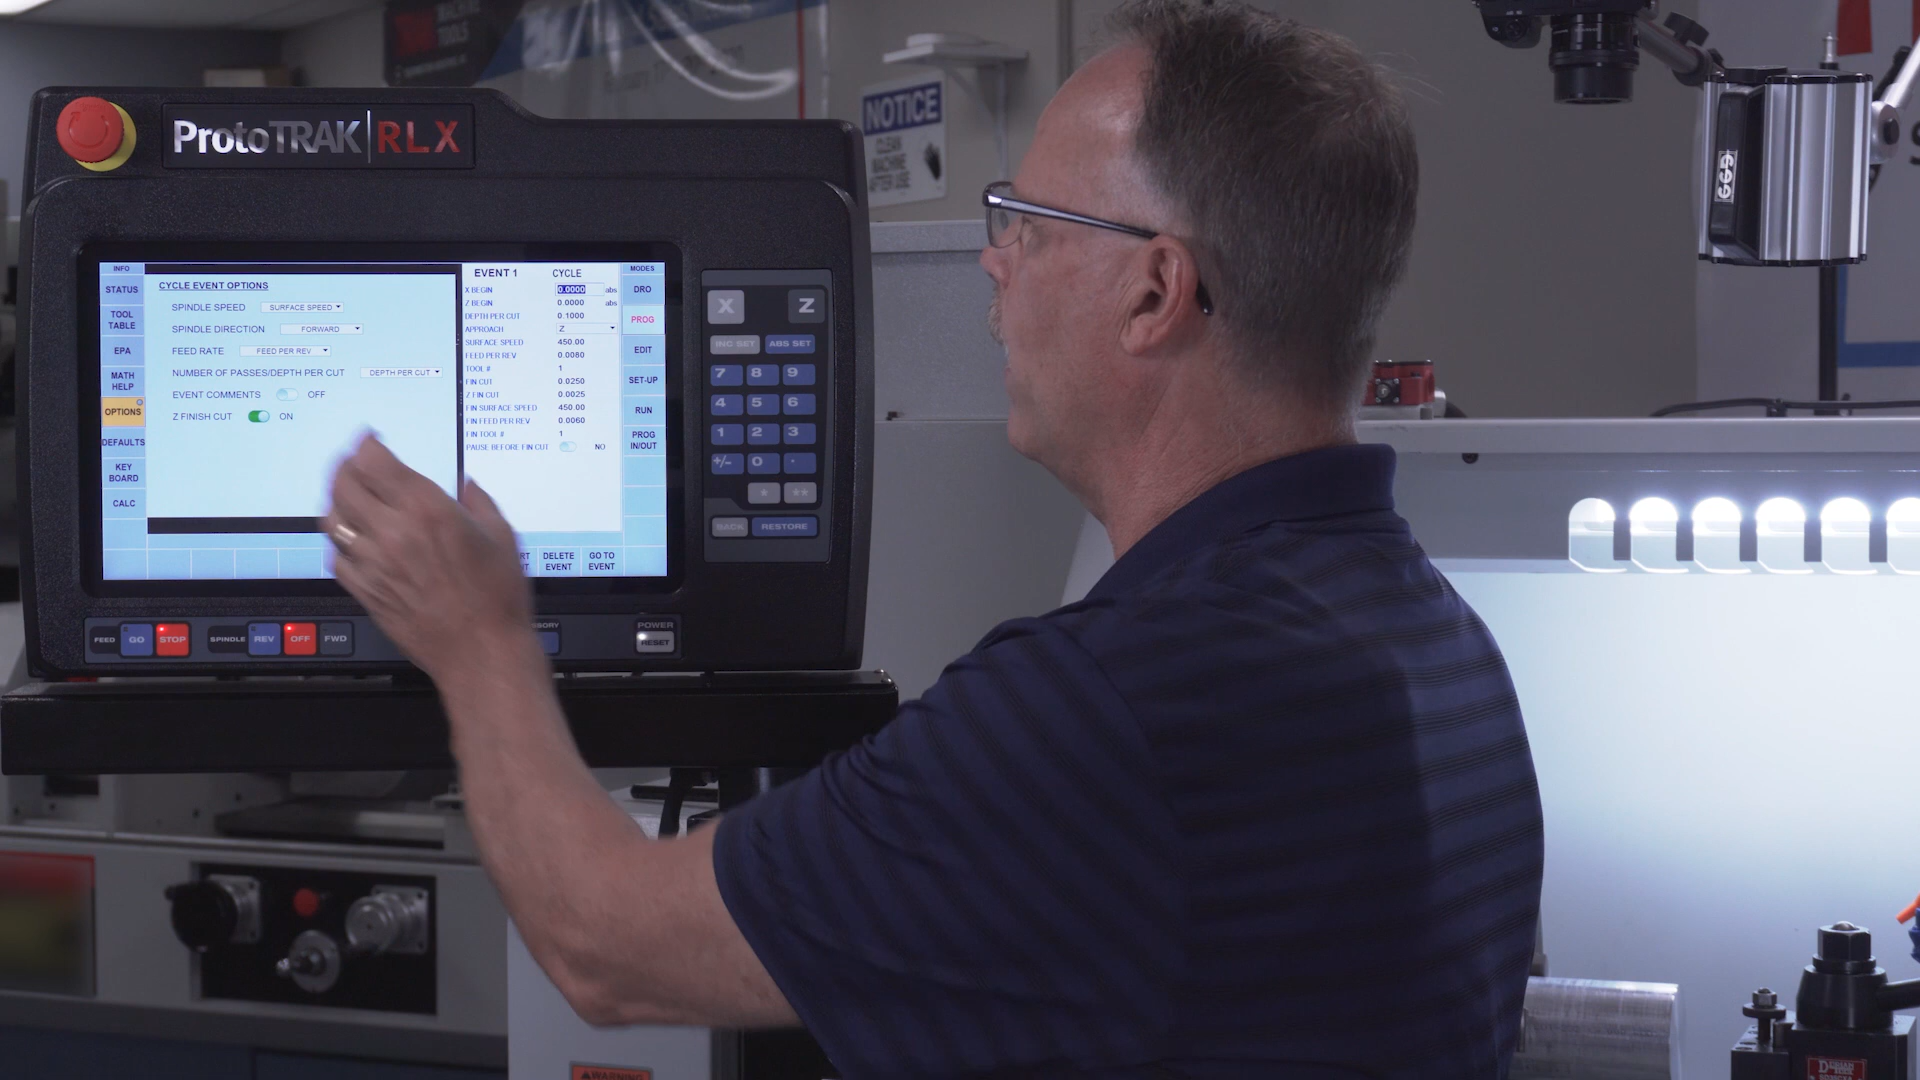 MACHINE
TOOLS
NOTICE
CLEAN
MACHINE
AFTER USE
ProtoTRAK RLX
INFO
STATUS
TOOL
TABLE
EPA
MATH
HELP
OPTIONS
DEFAULTS
KEY
BOARD
CALC
CYCLE EVENT OPTIONS
SPINDLE SPEED SURFACE SPEED
SPINDLE DIRECTION FORWARD
FEED RATE FEED PER REV
NUMBER OF PASSES/DEPTH PER CUT DEPTH PER CUT
EVENT COMMENTS OFF
Z FINISH CUT ON
EVENT 1 CYCLE
X BEGIN 0.0000 abs
Z BEGIN 0.0000 abs
DEPTH PER CUT 0.1000
APPROACH Z
SURFACE SPEED 450.00
FEED PER REV 0.0080
TOOL # 1
FIN CUT 0.0250
Z FIN CUT 0.0025
FIN SURFACE SPEED 450.00
FIN FEED PER REV 0.0060
FIN TOOL # 1
PAUSE BEFORE FIN CUT NO
DELETE
EVENT
GO TO
EVENT
MODES
DRO
PROG
EDIT
SET-UP
RUN
PROG
IN/OUT
X Z
INC SET ABS SET
7 8 9
4 5 6
1 2 3
+/- 0 .
* **
BACK RESTORE
FEED GO STOP SPINDLE REV OFF FWD
POWER
RESET
WARNING